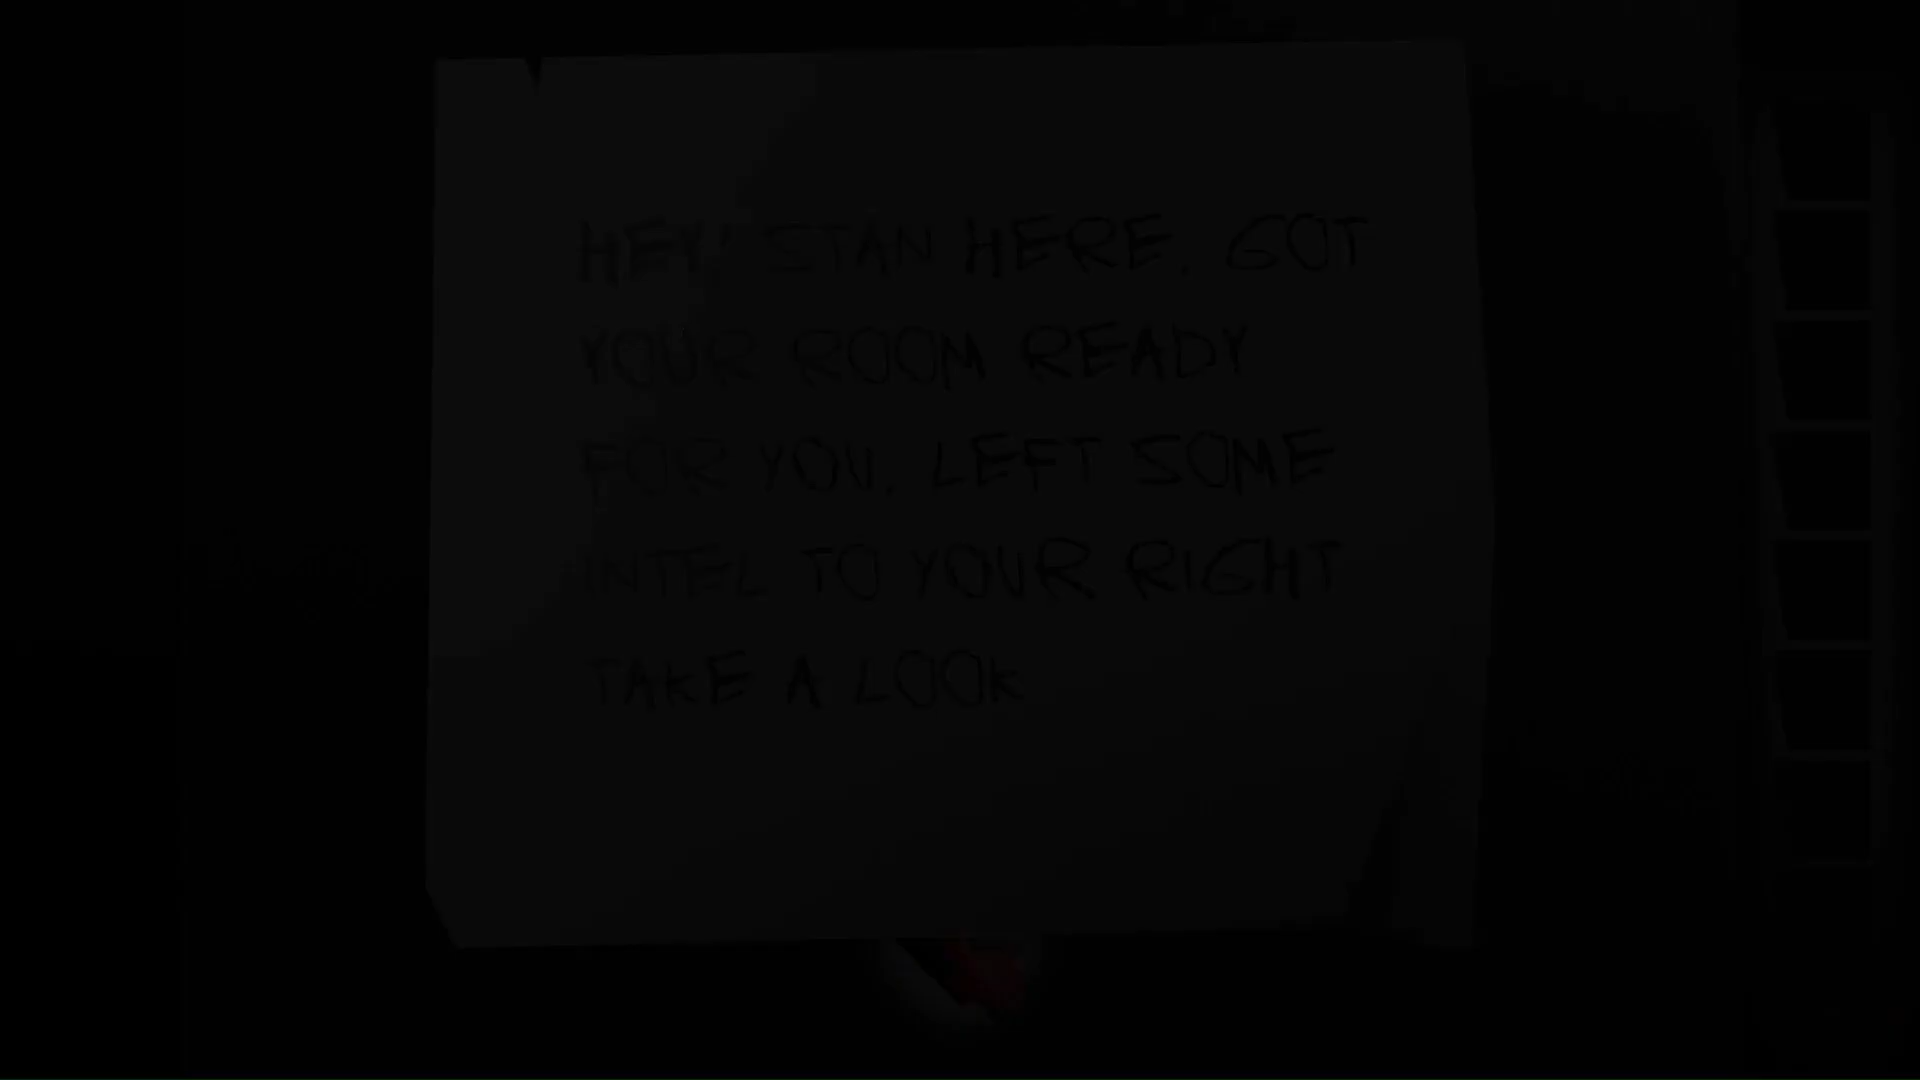 HEY! STAN HERE. GOT
YOUR ROOM READY
FOR YOU. LEFT SOME
INTEL TO YOUR RIGHT
TAKE A LOOK